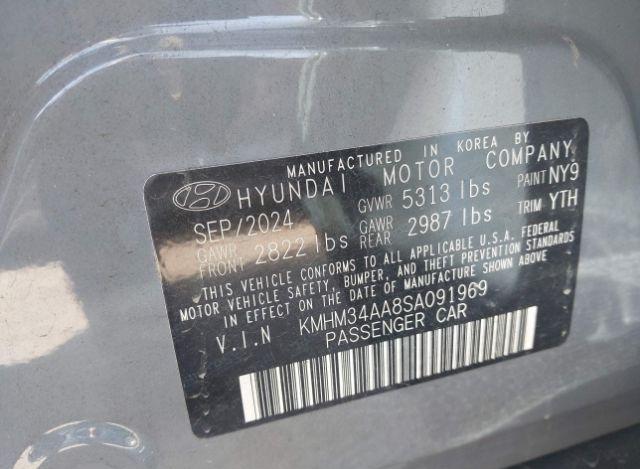 MANUFACTURED IN KOREA BY
HYUNDAI MOTOR COMPANY
SEP/2024 GVWR 5313 lbs PAINT NY9
GAWR FRONT 2822 lbs GAWR REAR 2987 lbs TRIM YTH
THIS VEHICLE CONFORMS TO ALL APPLICABLE U.S.A. FEDERAL
MOTOR VEHICLE SAFETY, BUMPER, AND THEFT PREVENTION STANDARDS
IN EFFECT ON THE DATE OF MANUFACTURE SHOWN ABOVE
V.I.N KMHM34AA8SA091969
PASSENGER CAR